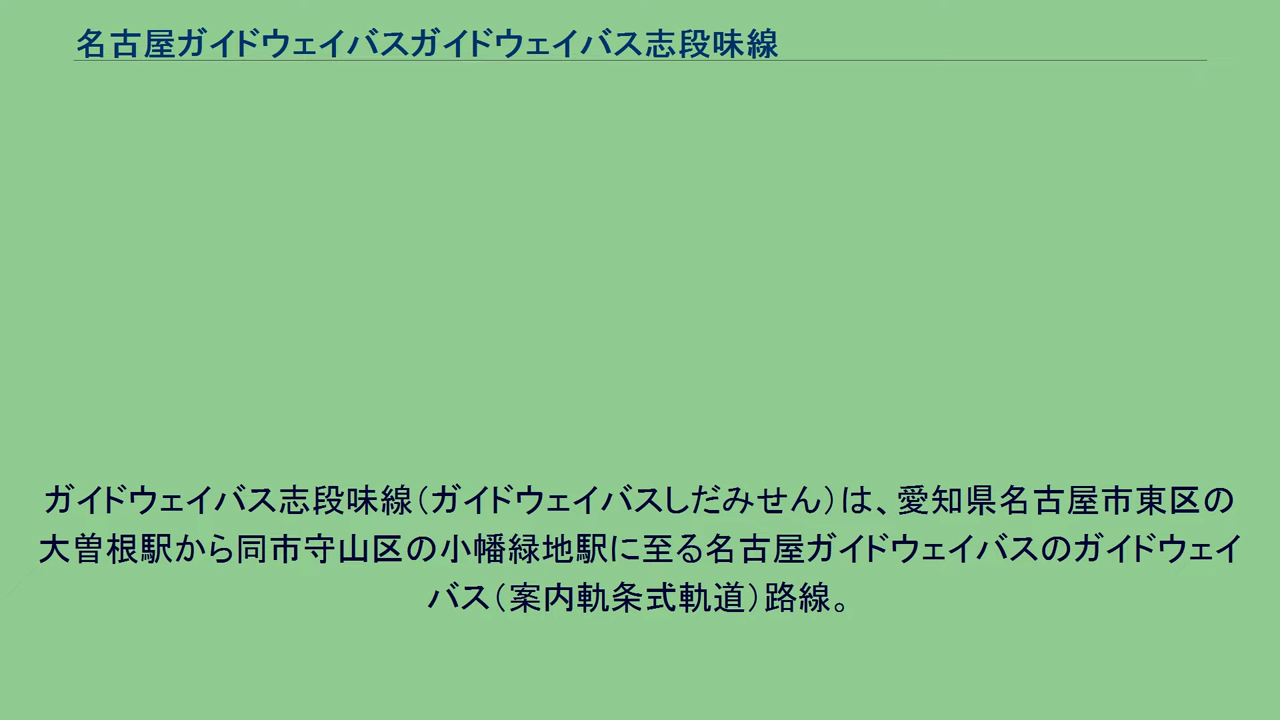 名古屋ガイドウェイバスガイドウェイバス志段味線
ガイドウェイバス志段味線（ガイドウェイバスしだみせん）は、愛知県名古屋市東区の
大曽根駅から同市守山区の小幡緑地駅に至る名古屋ガイドウェイバスのガイドウェイ
バス（案内軌条式軌道）路線。